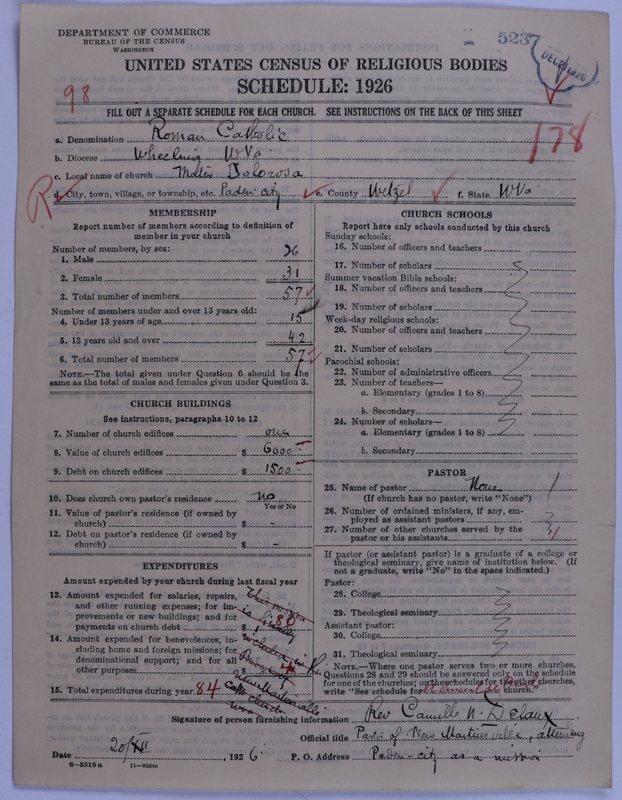 DEPARTMENT OF COMMERCE
BUREAU OF THE CENSUS
WASHINGTON
5237
UNITED STATES CENSUS OF RELIGIOUS BODIES
SCHEDULE: 1926
98
FILL OUT A SEPARATE SCHEDULE FOR EACH CHURCH. SEE INSTRUCTIONS ON THE BACK OF THIS SHEET
178
a. Denomination Roman Catholic
b. Diocese Wheeling W Va
c. Local name of church Mater Dolorosa
d. City, town, village, or township, etc. Paden city e. County Wetzel f. State W Va
MEMBERSHIP
Report number of members according to definition of
member in your church
Number of members, by sex:
1. Male 26
2. Female 31
3. Total number of members 57
Number of members under and over 13 years old:
4. Under 13 years of age 15
5. 13 years old and over 42
6. Total number of members 57
NOTE.—The total given under Question 6 should be the
same as the total of males and females given under Question 3.
CHURCH BUILDINGS
See instructions, paragraphs 10 to 12
7. Number of church edifices one
8. Value of church edifices $ 6000
9. Debt on church edifices $ 1500
10. Does church own pastor's residence No
Yes or No
11. Value of pastor's residence (if owned by
church) $ -
12. Debt on pastor's residence (if owned by
church) $ -
EXPENDITURES
Amount expended by your church during last fiscal year
13. Amount expended for salaries, repairs,
and other running expenses; for im-
provements or new buildings; and for
payments on church debt $ 80
14. Amount expended for benevolences, in-
cluding home and foreign missions; for
denominational support; and for all
other purposes $ 4
15. Total expenditures during year 84
CHURCH SCHOOLS
Report here only schools conducted by this church
Sunday schools:
16. Number of officers and teachers
17. Number of scholars
Summer vacation Bible schools:
18. Number of officers and teachers
19. Number of scholars
Week-day religious schools:
20. Number of officers and teachers
21. Number of scholars
Parochial schools:
22. Number of administrative officers
23. Number of teachers—
a. Elementary (grades 1 to 8)
b. Secondary
24. Number of scholars—
a. Elementary (grades 1 to 8)
b. Secondary
PASTOR
25. Name of pastor None
(If church has no pastor, write "None")
26. Number of ordained ministers, if any, em-
ployed as assistant pastors
27. Number of other churches served by the
pastor or his assistants
If pastor (or assistant pastor) is a graduate of a college or
theological seminary, give name of institution below. (If
not a graduate, write "No" in the space indicated.)
Pastor:
28. College
29. Theological seminary
Assistant pastor:
30. College
31. Theological seminary
NOTE.—Where one pastor serves two or more churches,
Questions 28 and 29 should be answered only on the schedule
for one of the churches; on the schedules for the other churches,
write "See schedule for church."
Signature of person furnishing information Rev Camille N. Delaux
Official title Pastor of New Martinsville, attending
Date 20/XII, 1926. P. O. Address Paden-city as a mission
8-5518a 11-95549